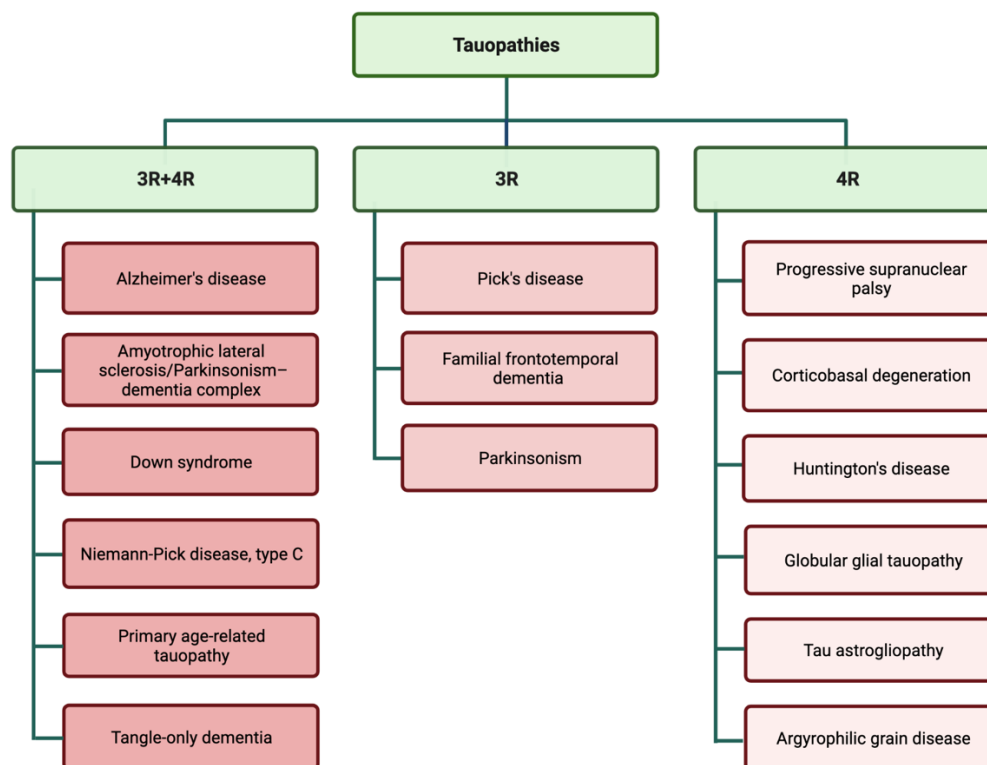 Tauopathies
3R+4R
Alzheimer's disease
Amyotrophic lateral
sclerosis/Parkinsonism–
dementia complex
Down syndrome
Niemann-Pick disease, type C
Primary age-related
tauopathy
Tangle-only dementia
3R
Pick's disease
Familial frontotemporal
dementia
Parkinsonism
4R
Progressive supranuclear
palsy
Corticobasal degeneration
Huntington's disease
Globular glial tauopathy
Tau astrogliopathy
Argyrophilic grain disease